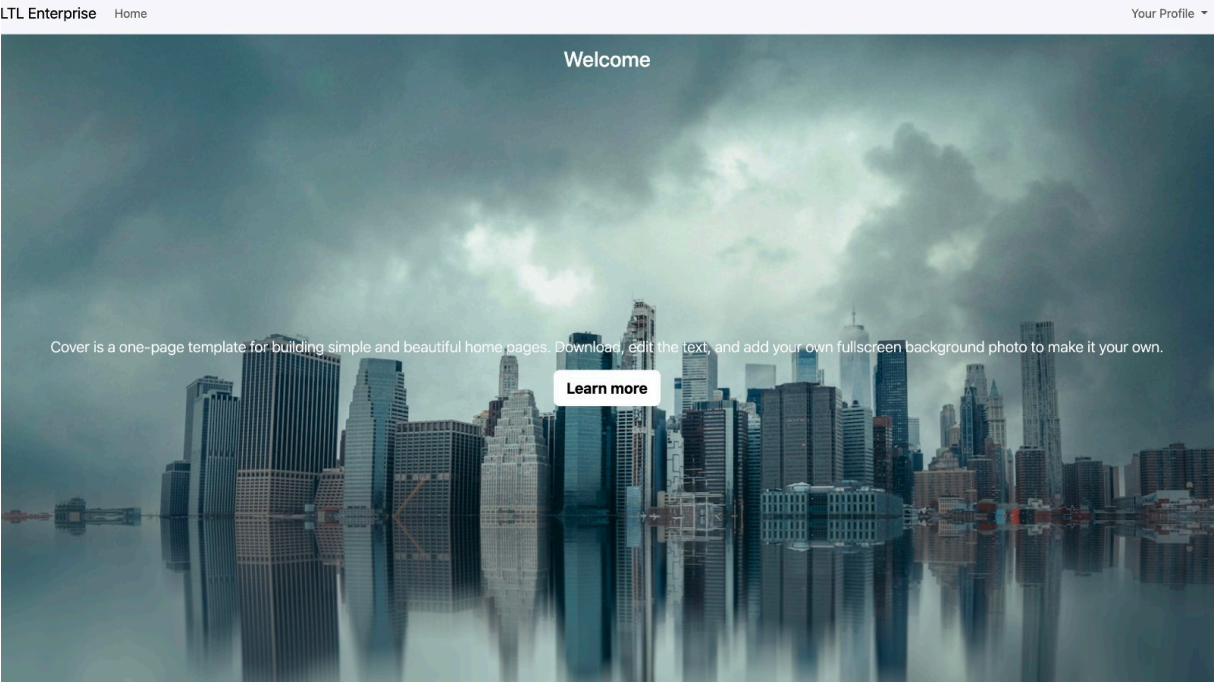 LTL Enterprise Home Your Profile
Welcome
Cover is a one-page template for building simple and beautiful home pages. Download, edit the text, and add your own fullscreen background photo to make it your own.
Learn more